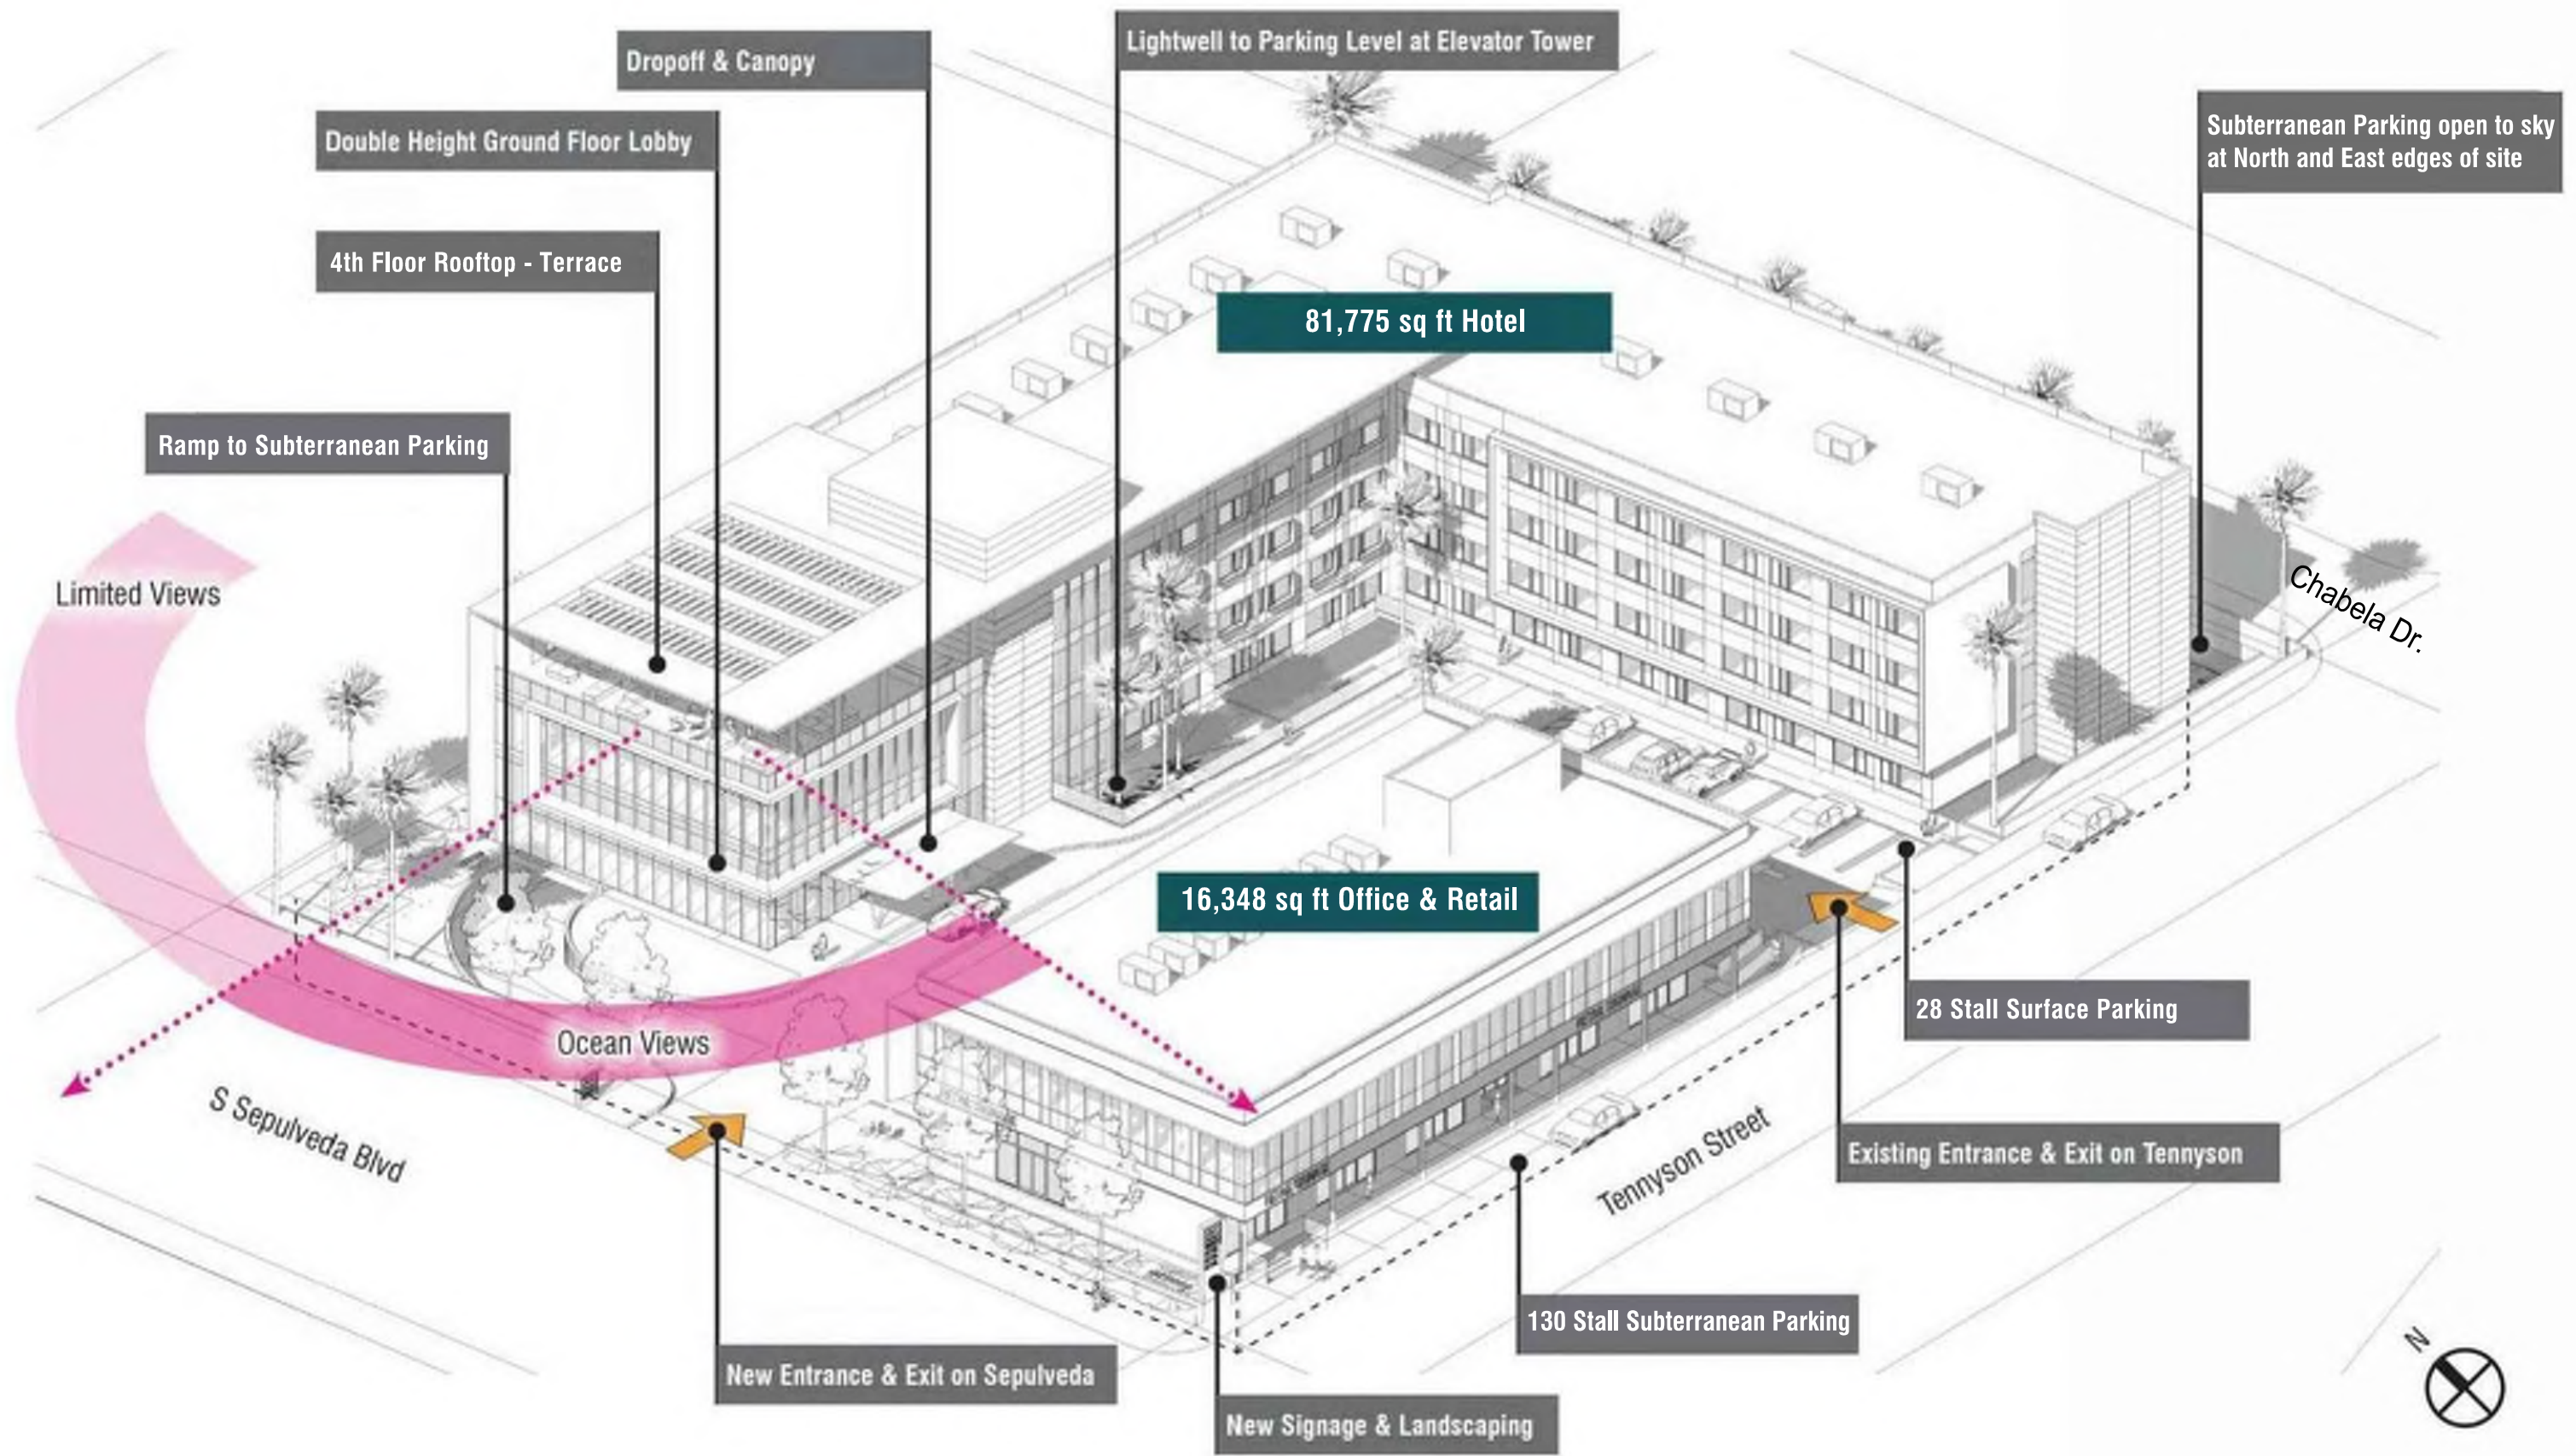 Lightwell to Parking Level at Elevator Tower
Dropoff & Canopy
Double Height Ground Floor Lobby
Subterranean Parking open to sky
at North and East edges of site
4th Floor Rooftop - Terrace
81,775 sq ft Hotel
Ramp to Subterranean Parking
Limited Views
Chabela Dr.
16,348 sq ft Office & Retail
28 Stall Surface Parking
Ocean Views
S Sepulveda Blvd
Tennyson Street
Existing Entrance & Exit on Tennyson
130 Stall Subterranean Parking
New Entrance & Exit on Sepulveda
New Signage & Landscaping
N